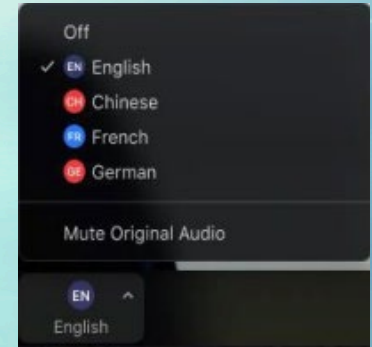 Off
✓ EN English
CH Chinese
FR French
GE German
Mute Original Audio
EN
English